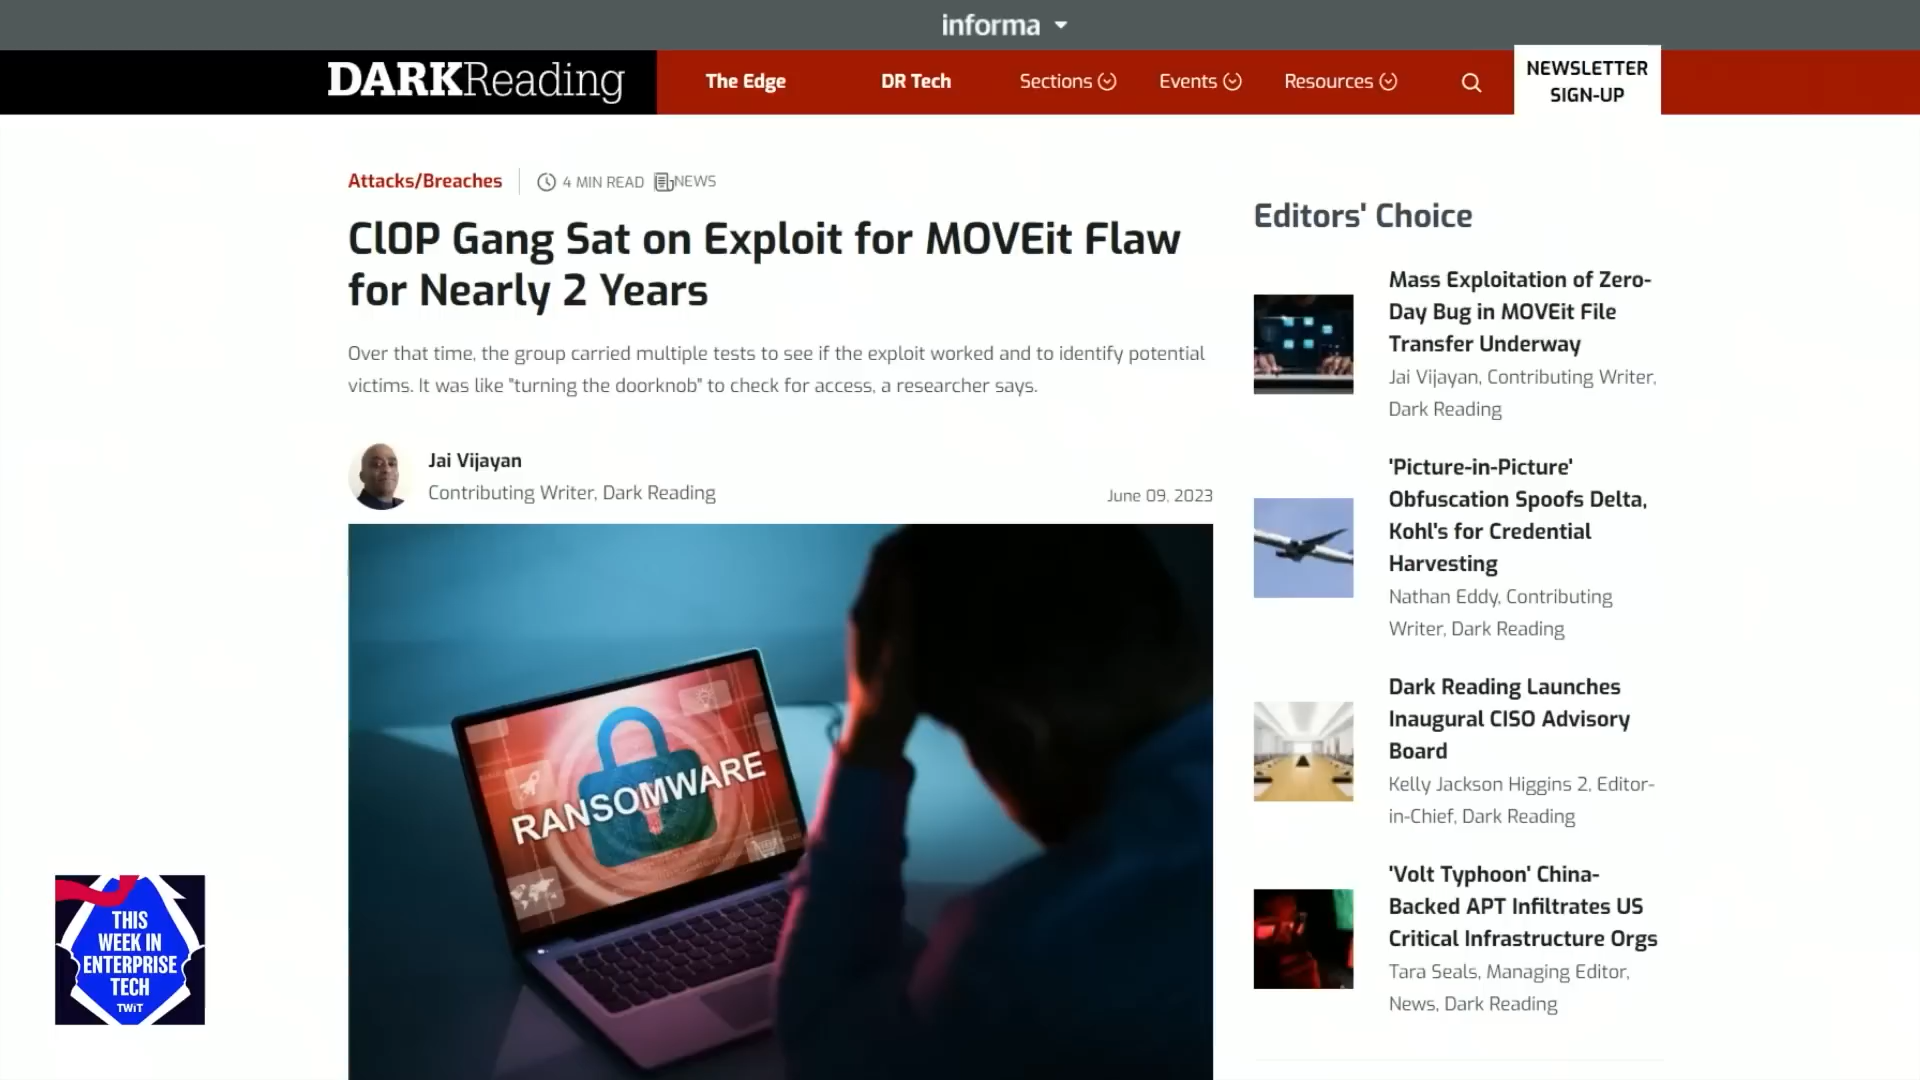 informa
DARKReading
The Edge
DR Tech
Sections
Events
Resources
NEWSLETTER
SIGN-UP
Attacks/Breaches
4 MIN READ
NEWS
Cl0P Gang Sat on Exploit for MOVEit Flaw
for Nearly 2 Years
Over that time, the group carried multiple tests to see if the exploit worked and to identify potential
victims. It was like "turning the doorknob" to check for access, a researcher says.
Jai Vijayan
Contributing Writer, Dark Reading
June 09, 2023
RANSOMWARE
Editors' Choice
Mass Exploitation of Zero-
Day Bug in MOVEit File
Transfer Underway
Jai Vijayan, Contributing Writer,
Dark Reading
'Picture-in-Picture'
Obfuscation Spoofs Delta,
Kohl's for Credential
Harvesting
Nathan Eddy, Contributing
Writer, Dark Reading
Dark Reading Launches
Inaugural CISO Advisory
Board
Kelly Jackson Higgins 2, Editor-
in-Chief, Dark Reading
'Volt Typhoon' China-
Backed APT Infiltrates US
Critical Infrastructure Orgs
Tara Seals, Managing Editor,
News, Dark Reading
THIS
WEEK IN
ENTERPRISE
TECH
TWiT